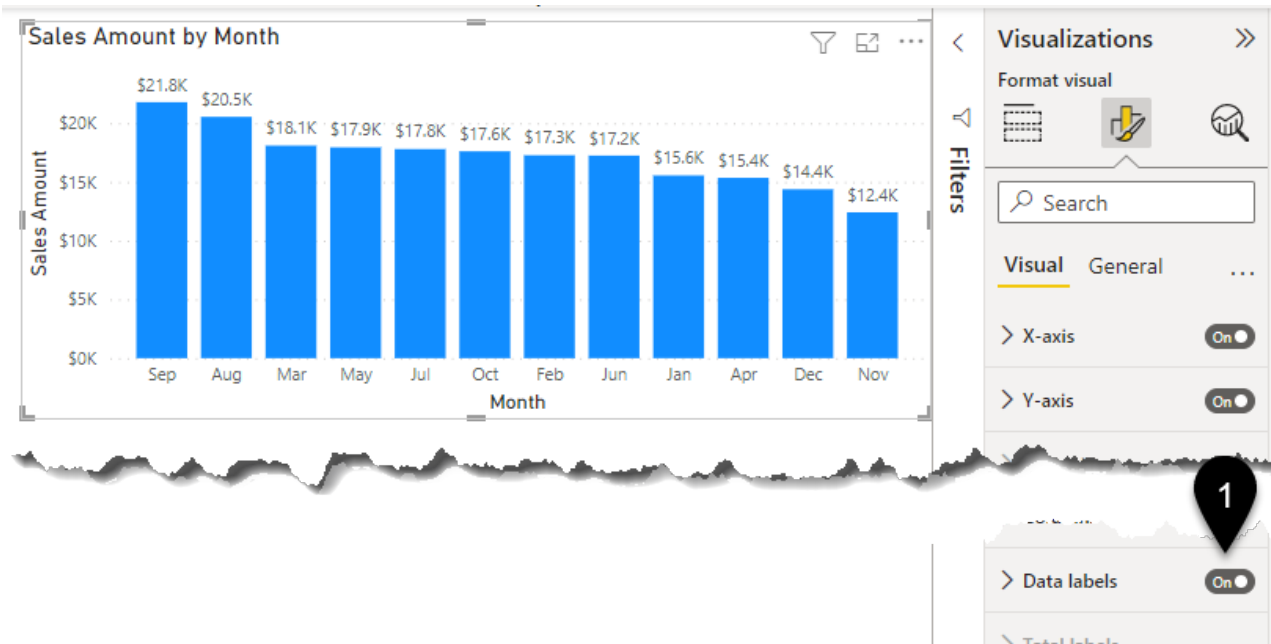 Sales Amount by Month
$21.8K $20.5K $18.1K $17.9K $17.8K $17.6K $17.3K $17.2K $15.6K $15.4K $14.4K $12.4K
Sales Amount
$20K
$15K
$10K
$5K
$0K
Sep Aug Mar May Jul Oct Feb Jun Jan Apr Dec Nov
Month
Filters
Visualizations
Format visual
Search
Visual General
X-axis On
Y-axis On
1
Data labels On
Total labels